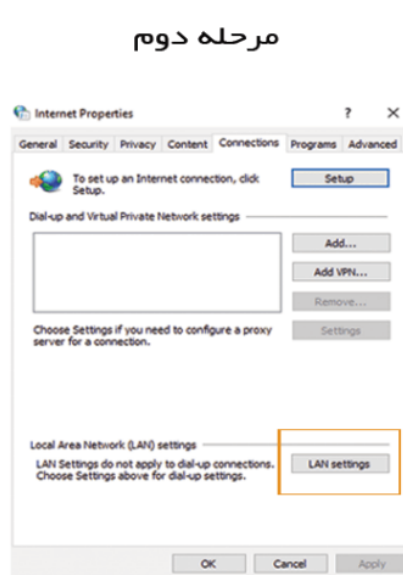 مرحله دوم
Internet Properties ? ×
General Security Privacy Content Connections Programs Advanced
To set up an Internet connection, click
Setup.
Setup
Dial-up and Virtual Private Network settings
Add...
Add VPN...
Remove...
Choose Settings if you need to configure a proxy
server for a connection.
Settings
Local Area Network (LAN) settings
LAN Settings do not apply to dial-up connections.
Choose Settings above for dial-up settings.
LAN settings
OK Cancel Apply